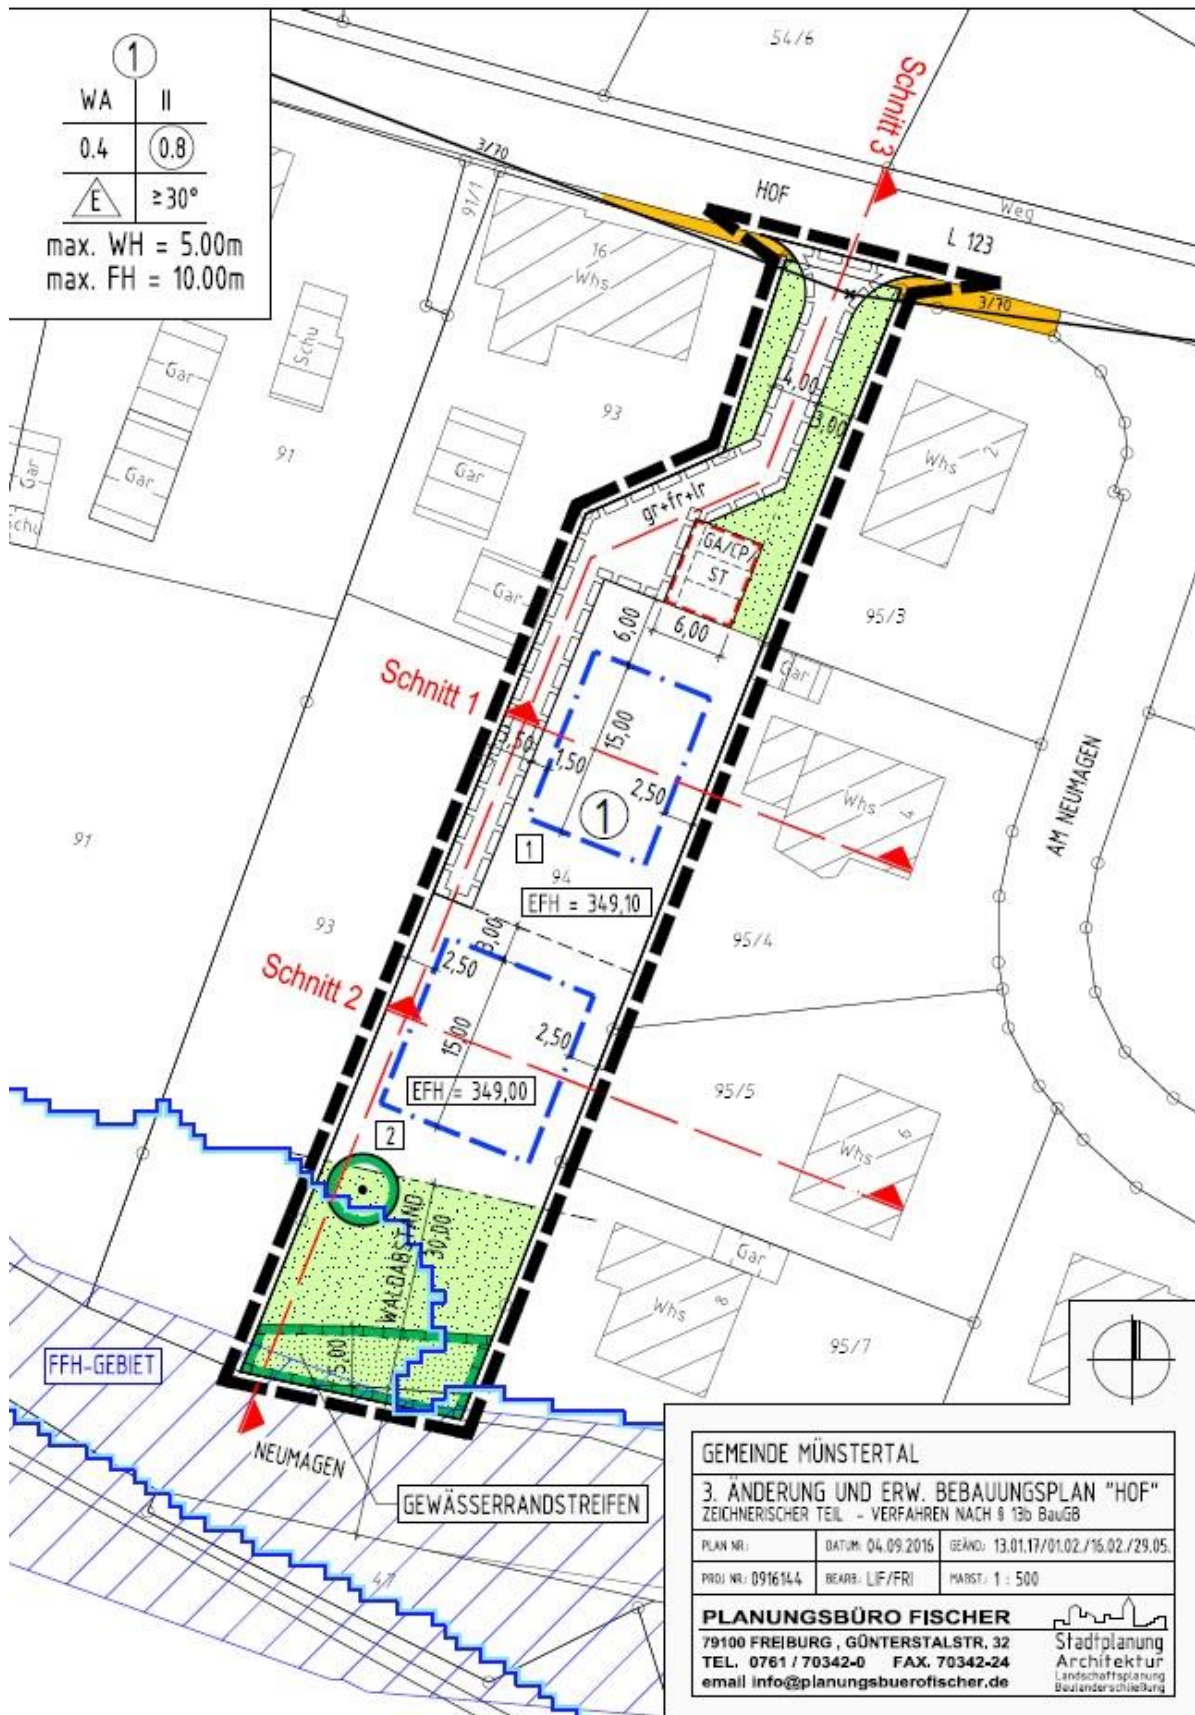 1
WA II
0.4 0.8
E ≥30°
max. WH = 5.00m
max. FH = 10.00m
54/6
Schnitt 3
3/70
91/1
HOF
Weg
L 123
16
Whs
3/70
Schu
Gar
93
4,00
3,00
Whs 2
91
Gar
Gar
Gar
Schu
gr+fr+lr
GA/CP/
ST
Gar
95/3
6,00
6,00
Schnitt 1
Gar
3,50
1,50
15,00
2,50
1
Whs 4
AM NEUMAGEN
91
1
94
EFH = 349,10
93
3,00
95/4
Schnitt 2
2,50
15,00
2,50
EFH = 349,00
95/5
2
Whs 6
WALDABSTAND
30,00
Gar
Whs 8
95/7
FFH-GEBIET
5,00
NEUMAGEN
GEWÄSSERRANDSTREIFEN
47
GEMEINDE MÜNSTERTAL
3. ÄNDERUNG UND ERW. BEBAUUNGSPLAN "HOF"
ZEICHNERISCHER TEIL - VERFAHREN NACH § 13b BauGB
PLAN NR.: DATUM: 04.09.2016 GEÄND.: 13.01.17/01.02./16.02./29.05.
PROJ NR.: 0916144 BEARB.: LIF/FRI MAßST.: 1 : 500
PLANUNGSBÜRO FISCHER
79100 FREIBURG , GÜNTERSTALSTR. 32
TEL. 0761 / 70342-0 FAX. 70342-24
email info@planungsbuerofischer.de
Stadtplanung
Architektur
Landschaftsplanung
Baulanderschließung